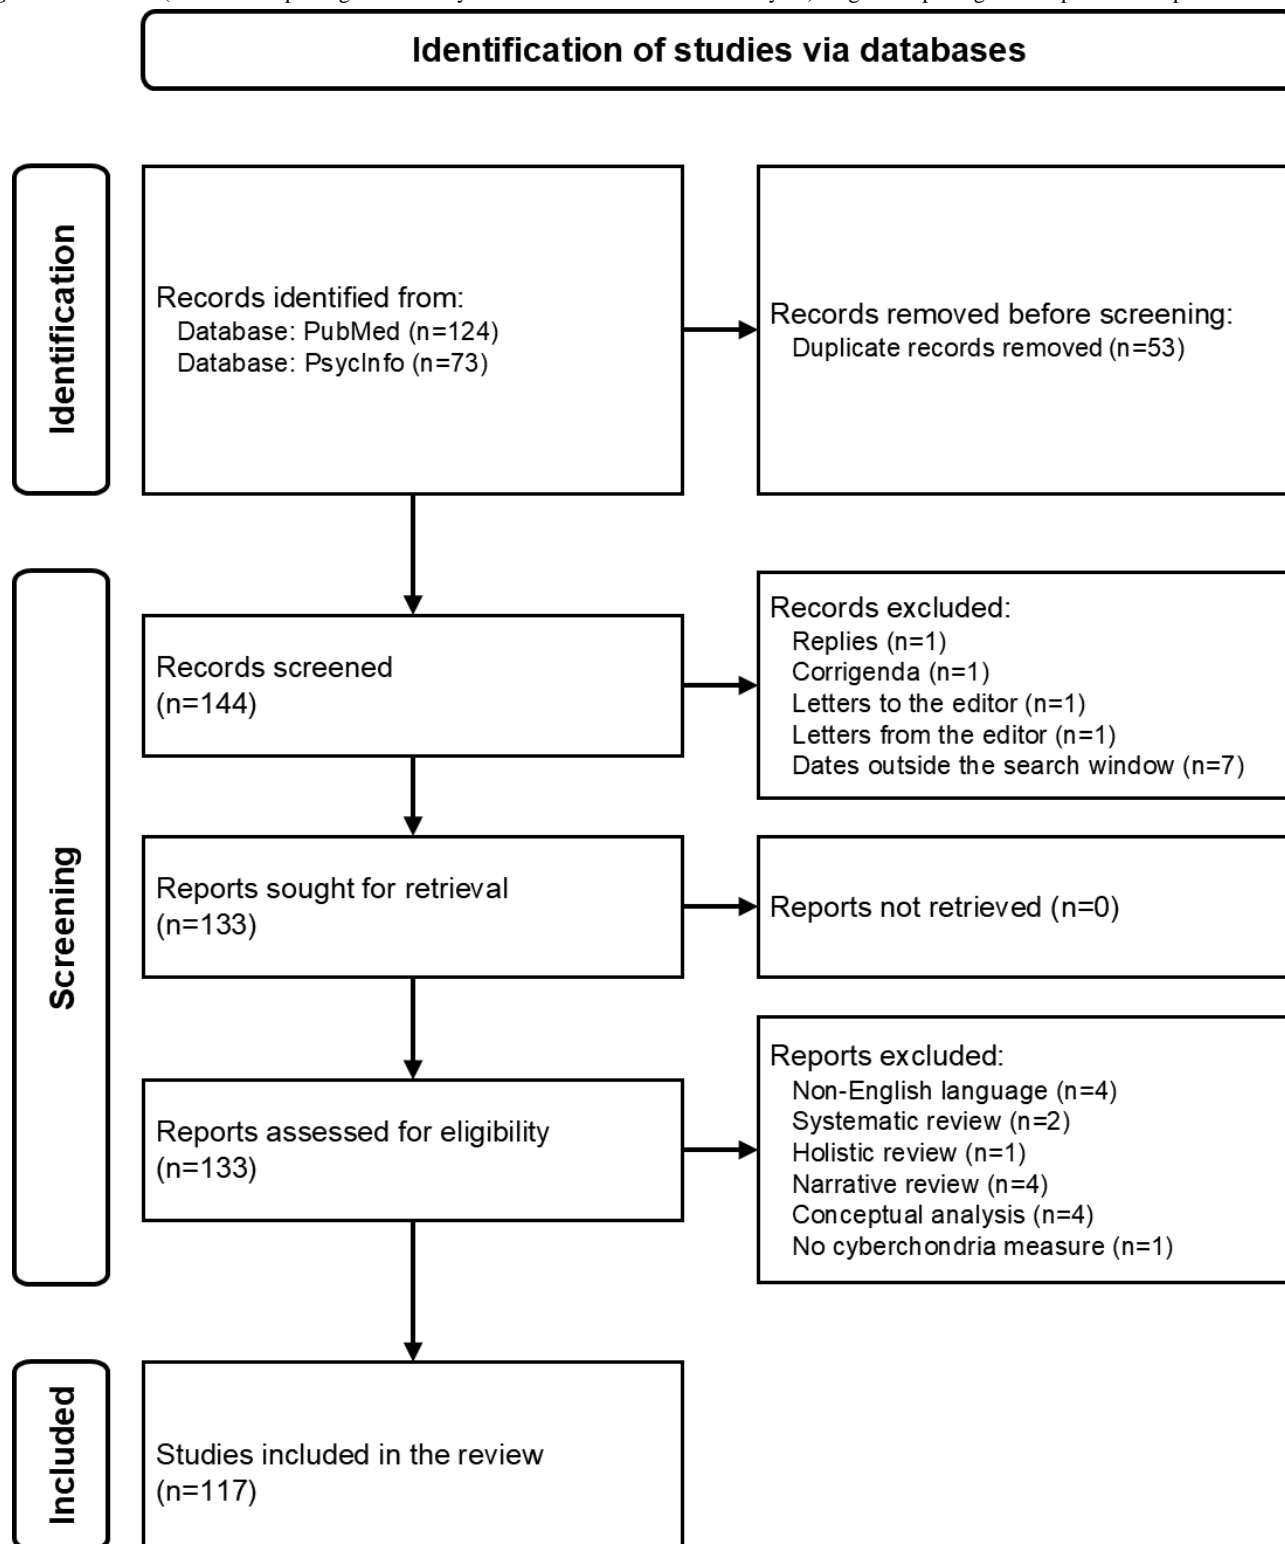 Identification of studies via databases
Identification
Records identified from:
Database: PubMed (n=124)
Database: PsycInfo (n=73)
Records removed before screening:
Duplicate records removed (n=53)
Screening
Records screened
(n=144)
Records excluded:
Replies (n=1)
Corrigenda (n=1)
Letters to the editor (n=1)
Letters from the editor (n=1)
Dates outside the search window (n=7)
Reports sought for retrieval
(n=133)
Reports not retrieved (n=0)
Reports assessed for eligibility
(n=133)
Reports excluded:
Non-English language (n=4)
Systematic review (n=2)
Holistic review (n=1)
Narrative review (n=4)
Conceptual analysis (n=4)
No cyberchondria measure (n=1)
Included
Studies included in the review
(n=117)